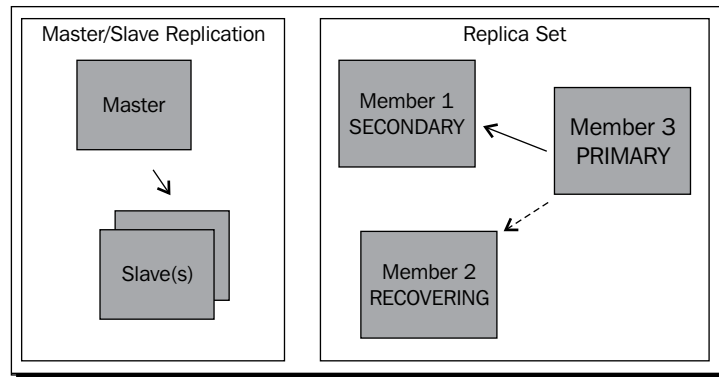 Master/Slave Replication
Master
Slave(s)
Replica Set
Member 1
SECONDARY
Member 3
PRIMARY
Member 2
RECOVERING